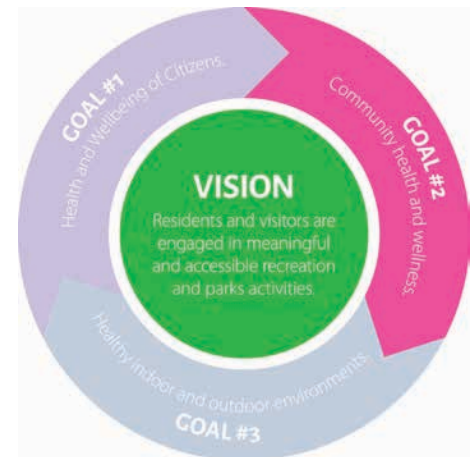 GOAL #1
Health and Wellbeing of Citizens.
GOAL #2
Community health and wellness.
VISION
Residents and visitors are
engaged in meaningful
and accessible recreation
and parks activities.
Healthy indoor and outdoor environments.
GOAL #3